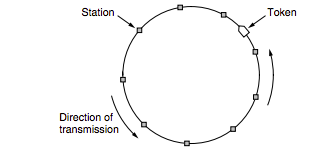 Station
Token
Direction of
transmission